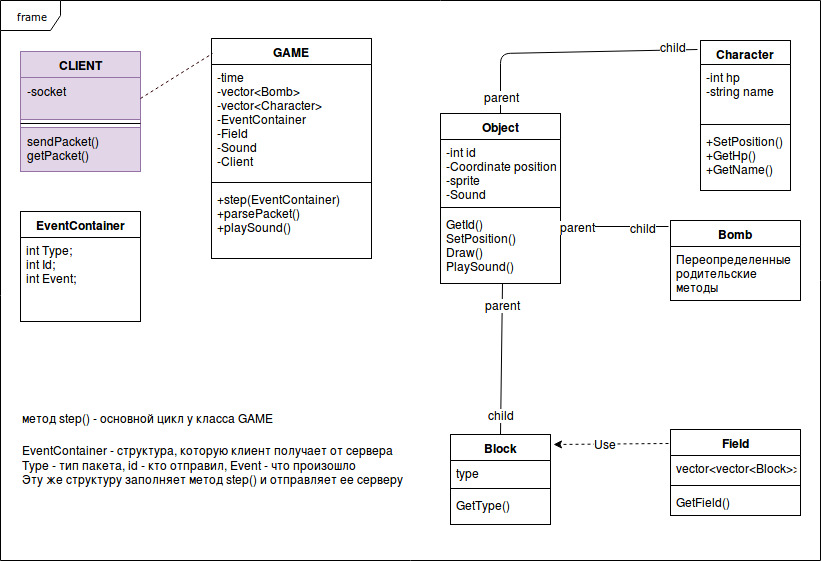 frame
CLIENT
-socket
sendPacket()
getPacket()
GAME
-time
-vector<Bomb>
-vector<Character>
-EventContainer
-Field
-Sound
-Client
+step(EventContainer)
+parsePacket()
+playSound()
EventContainer
int Type;
int Id;
int Event;
child
parent
Character
-int hp
-string name
+SetPosition()
+GetHp()
+GetName()
Object
-int id
-Coordinate position
-sprite
-Sound
GetId()
SetPosition()
Draw()
PlaySound()
parent
child
Bomb
Переопределенные
родительские
методы
parent
child
Block
type
GetType()
Use
Field
vector<vector<Block>>
GetField()
метод step() - основной цикл у класса GAME
EventContainer - структура, которую клиент получает от сервера
Type - тип пакета, id - кто отправил, Event - что произошло
Эту же структуру заполняет метод step() и отправляет ее серверу